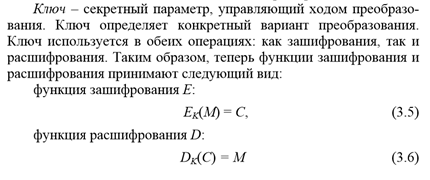 Ключ – секретный параметр, управляющий ходом преобразо-
вания. Ключ определяет конкретный вариант преобразования.
Ключ используется в обеих операциях: как зашифрования, так и
расшифрования. Таким образом, теперь функции зашифрования и
расшифрования принимают следующий вид:
функция зашифрования E:
E_K(M) = C, (3.5)
функция расшифрования D:
D_K(C) = M (3.6)